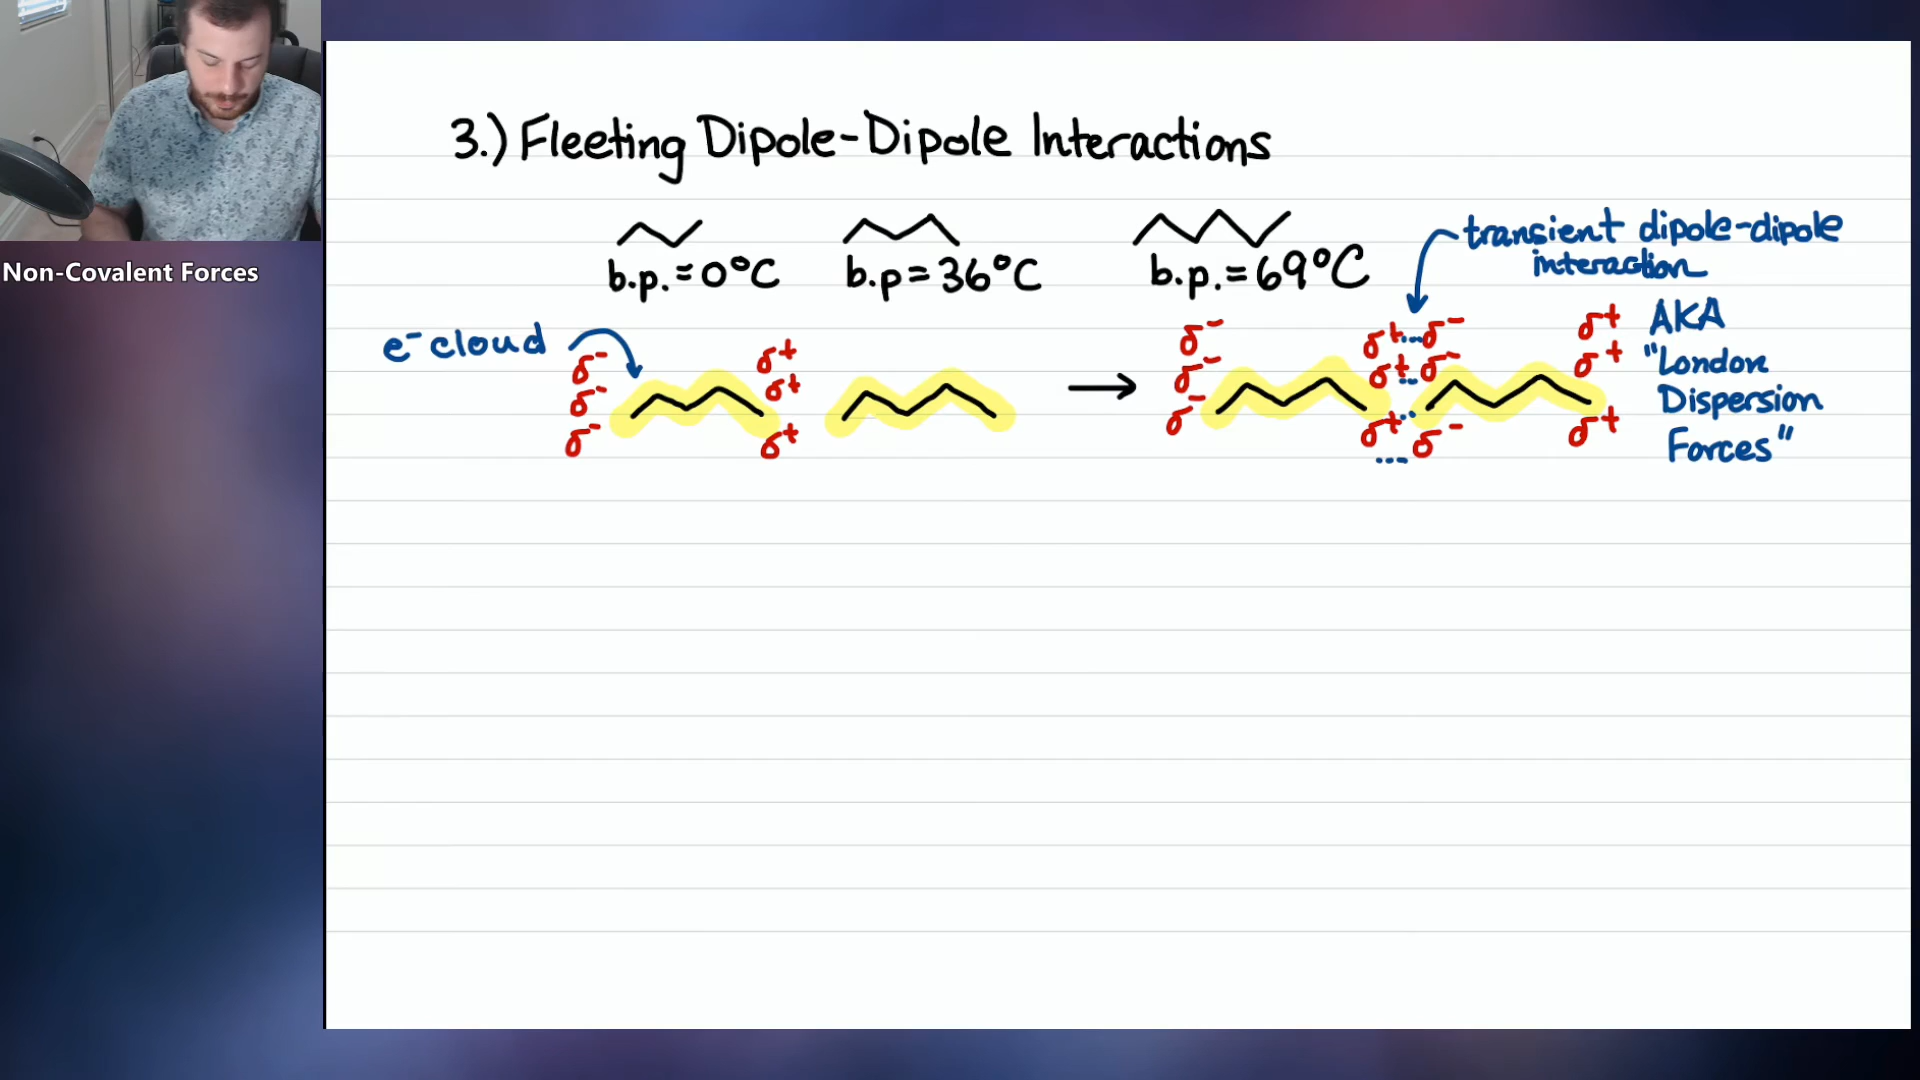 Non-Covalent Forces
3.) Fleeting Dipole-Dipole Interactions
b.p. = 0°C
b.p = 36°C
b.p. = 69°C
transient dipole-dipole
interaction
e⁻ cloud
δ⁻
δ⁻
δ⁻
δ⁺
δ⁺
δ⁺
δ⁻
δ⁻
δ⁻
δ⁺...δ⁻
δ⁺...δ⁻
δ⁺...δ⁻
δ⁺
δ⁺
δ⁺
AKA
"London
Dispersion
Forces"